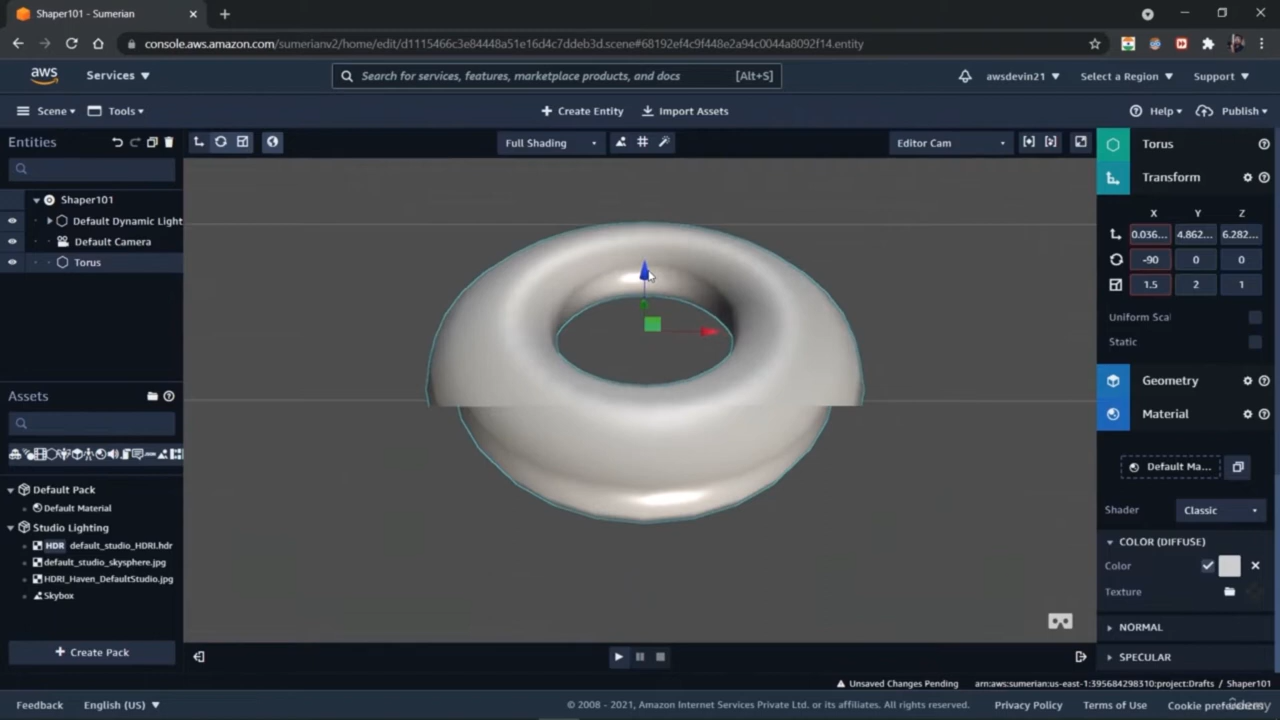 Shaper101 - Sumerian
console.aws.amazon.com/sumerianv2/home/edit/d1115466c3e84448a51e16d4c7ddeb3d.scene#68192ef4c9f448e2a94c0044a8092f14.entity
aws Services Search for services, features, marketplace products, and docs [Alt+S] awsdevin21 Select a Region Support
Scene Tools Create Entity Import Assets Help Publish
Entities Full Shading Editor Cam Torus
Transform
Shaper101
Default Dynamic Light
Default Camera
Torus
X Y Z
0.036... 4.862... 6.282...
-90 0 0
1.5 2 1
Uniform Scal
Static
Geometry
Assets
Material
Default Ma...
Default Pack
Default Material
Shader Classic
Studio Lighting
HDR default_studio_HDRI.hdr
default_studio_skysphere.jpg
HDRI_Haven_DefaultStudio.jpg
Skybox
COLOR (DIFFUSE)
Color
Texture
NORMAL
Create Pack
SPECULAR
Unsaved Changes Pending arn:aws:sumerian:us-east-1:395684298310:project:Drafts / Shaper101
Feedback English (US) © 2008 - 2021, Amazon Internet Services Private Ltd. or its affiliates. All rights reserved. Privacy Policy Terms of Use Cookie preferences